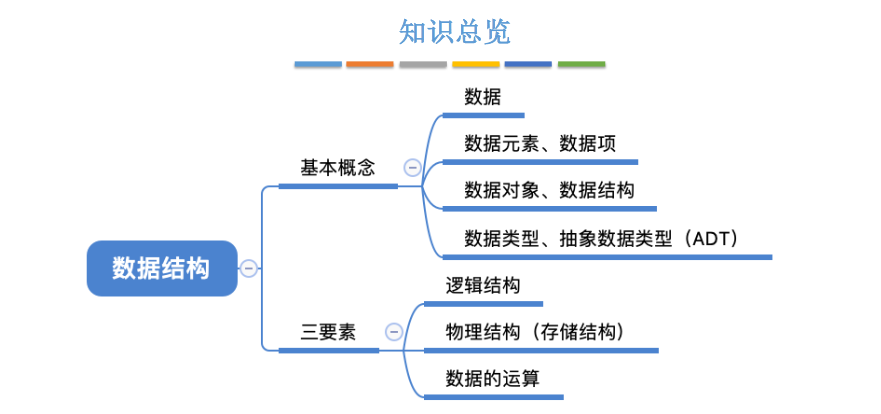 知识总览
数据
数据元素、数据项
基本概念
数据对象、数据结构
数据类型、抽象数据类型（ADT）
数据结构
逻辑结构
三要素
物理结构（存储结构）
数据的运算